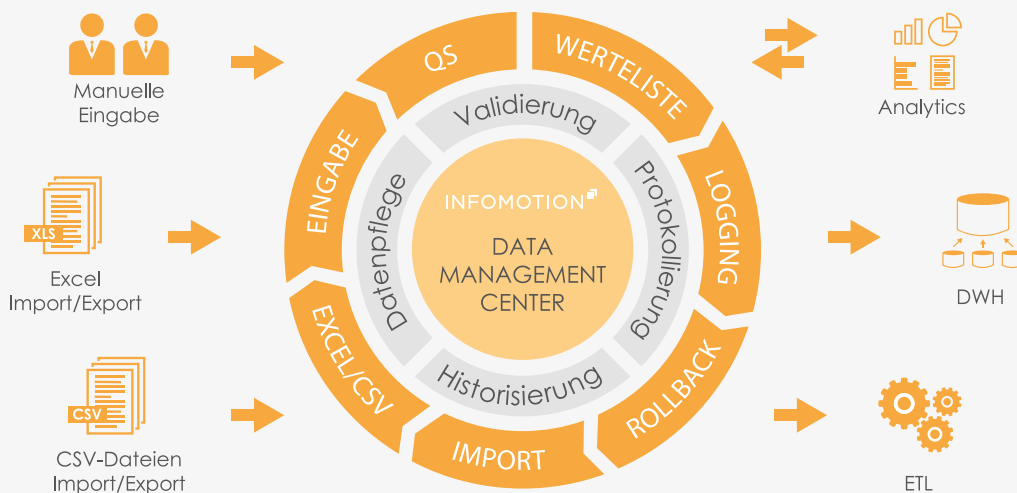 Manuelle
Eingabe
XLS
Excel
Import/Export
CSV
CSV-Dateien
Import/Export
QS
WERTELISTE
LOGGING
ROLLBACK
IMPORT
EXCEL/CSV
EINGABE
Validierung
Protokollierung
Historisierung
Datenpflege
INFOMOTION
DATA
MANAGEMENT
CENTER
Analytics
DWH
ETL